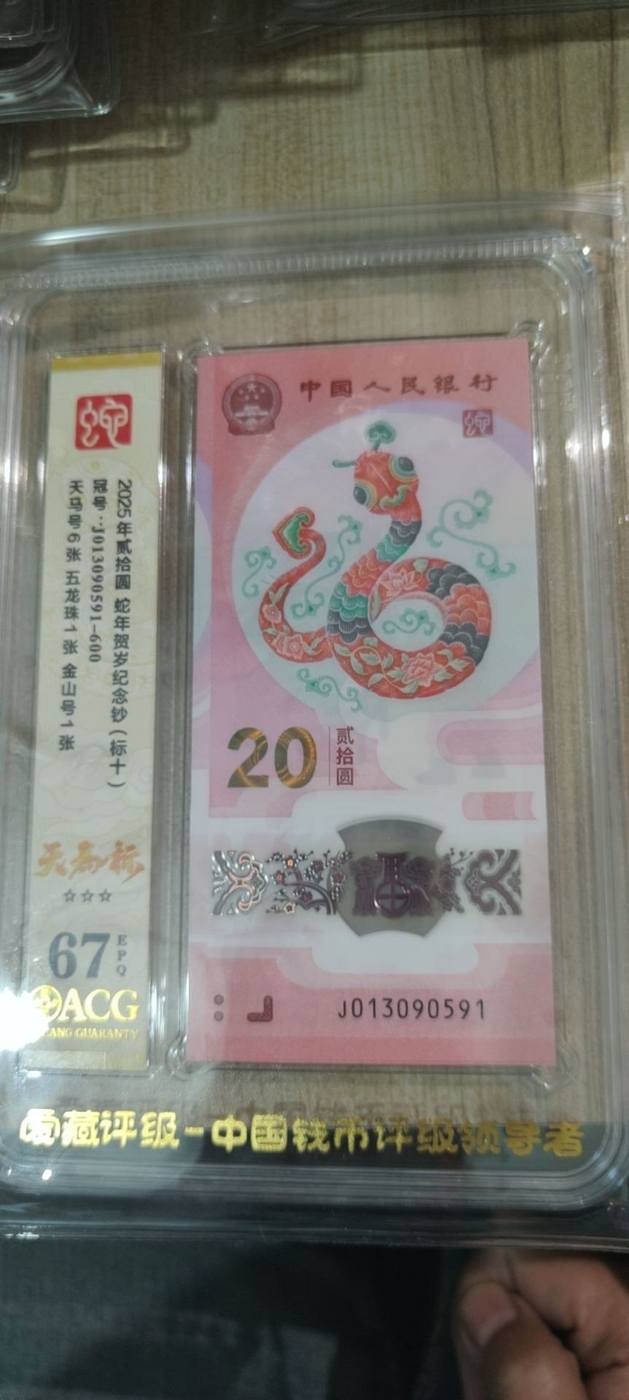 蛇
2025年贰拾圆 蛇年贺岁纪念钞(标十)
冠号:J013090591-600
天马号6张 五龙珠1张 金山号1张
☆☆☆
67
EPQ
ACG
GUARANTY
中国人民银行
20
贰拾圆
J013090591
爱藏评级-中国钱币评级领导者